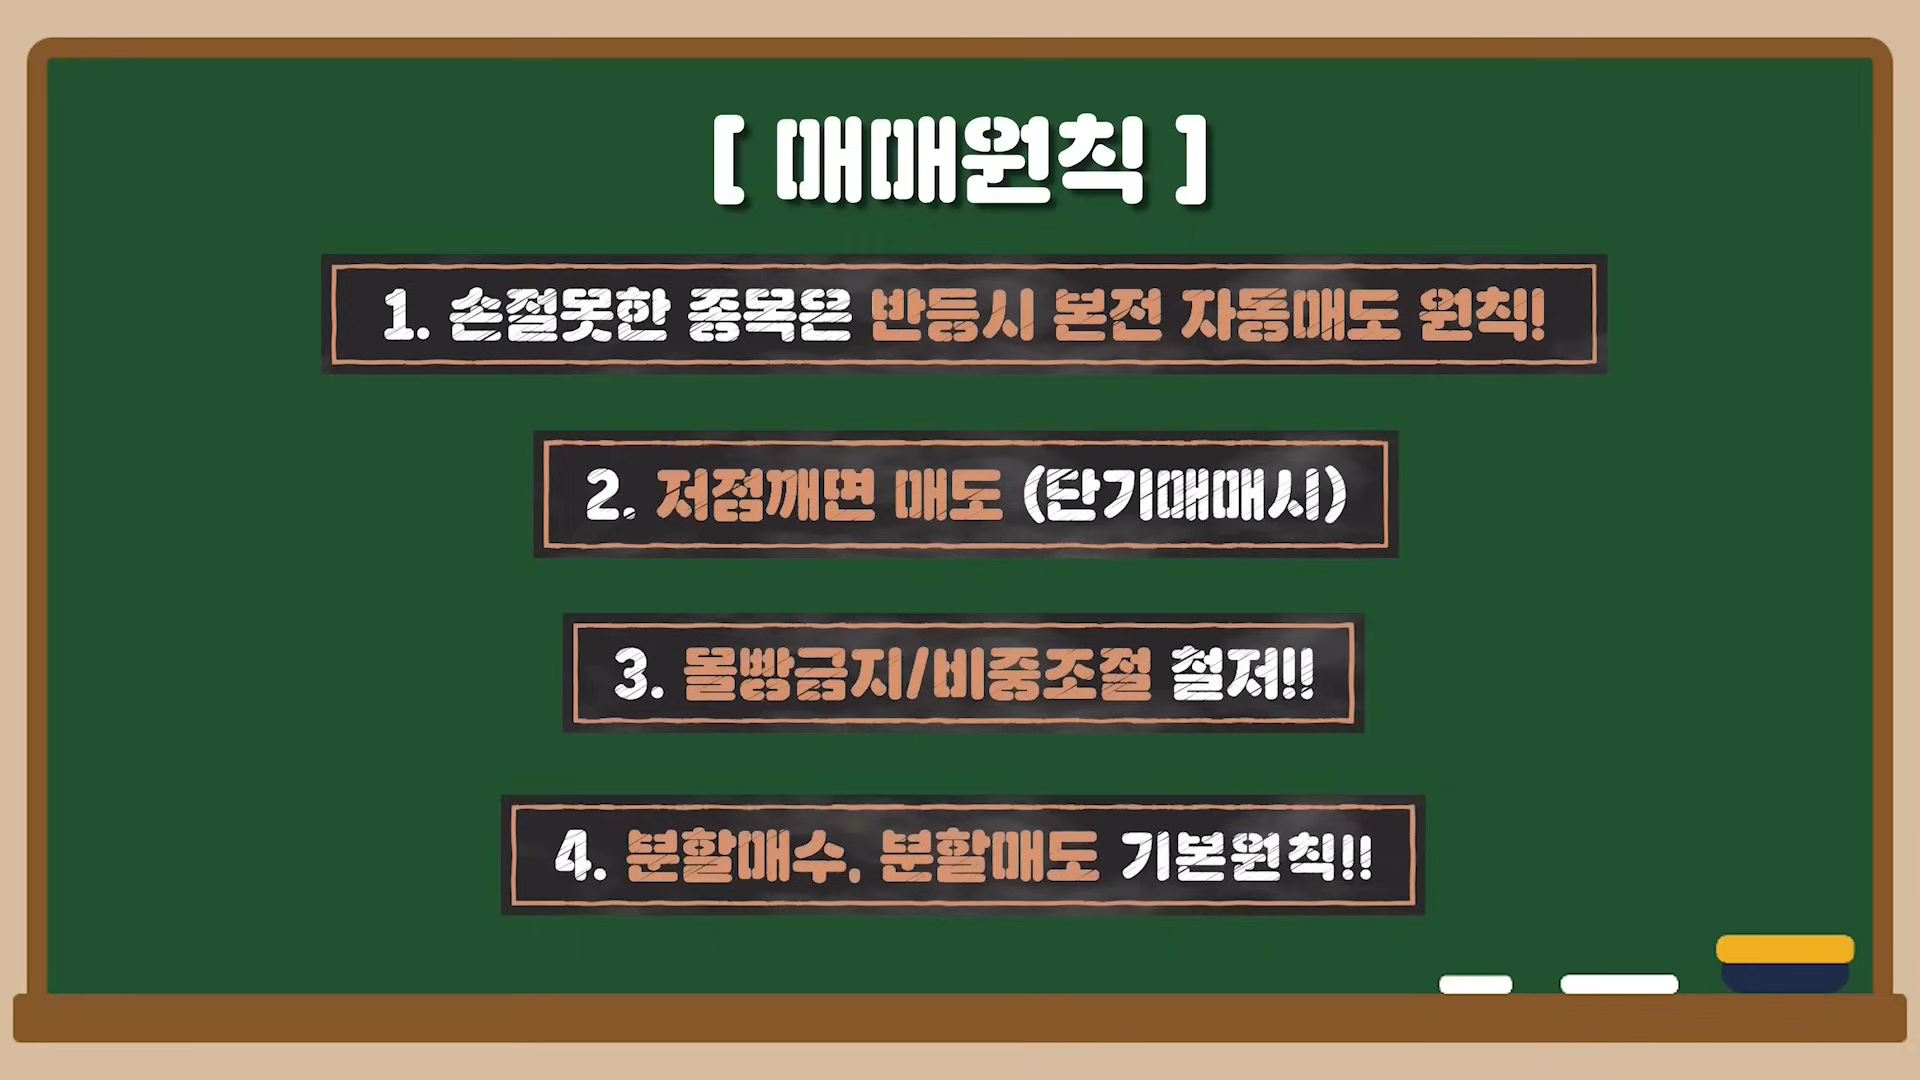 [ 매매원칙 ]
1. 손절못한 종목은 반등시 본전 자동매도 원칙!
2. 저점깨면 매도 (단기매매시)
3. 몰빵금지/비중조절 철저!!
4. 분할매수, 분할매도 기본원칙!!